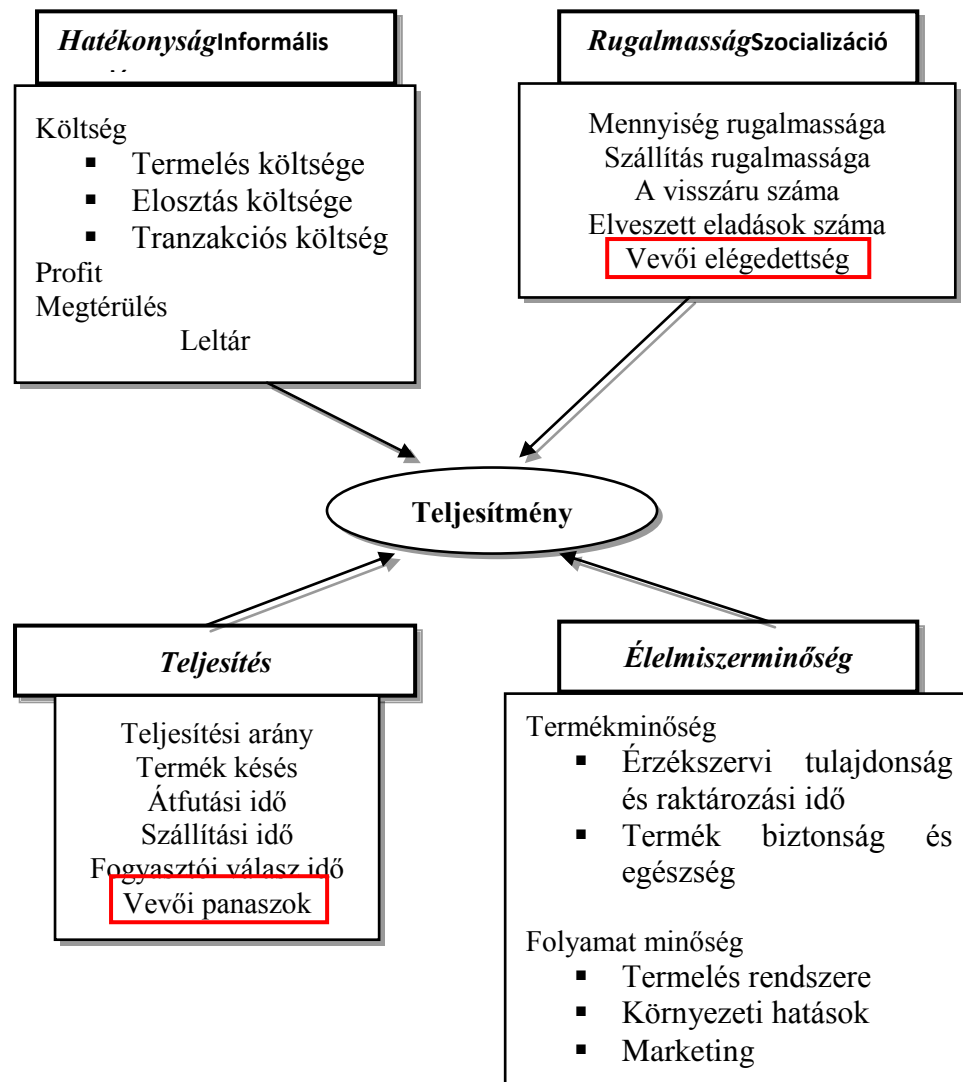 HatékonyságInformális
Költség
▪ Termelés költsége
▪ Elosztás költsége
▪ Tranzakciós költség
Profit
Megtérülés
Leltár
RugalmasságSzocializáció
Mennyiség rugalmassága
Szállítás rugalmassága
A visszáru száma
Elveszett eladások száma
Vevői elégedettség
Teljesítmény
Teljesítés
Teljesítési arány
Termék késés
Átfutási idő
Szállítási idő
Fogyasztói válasz idő
Vevői panaszok
Élelmiszerminőség
Termékminőség
▪ Érzékszervi tulajdonság
és raktározási idő
▪ Termék biztonság és
egészség
Folyamat minőség
▪ Termelés rendszere
▪ Környezeti hatások
▪ Marketing